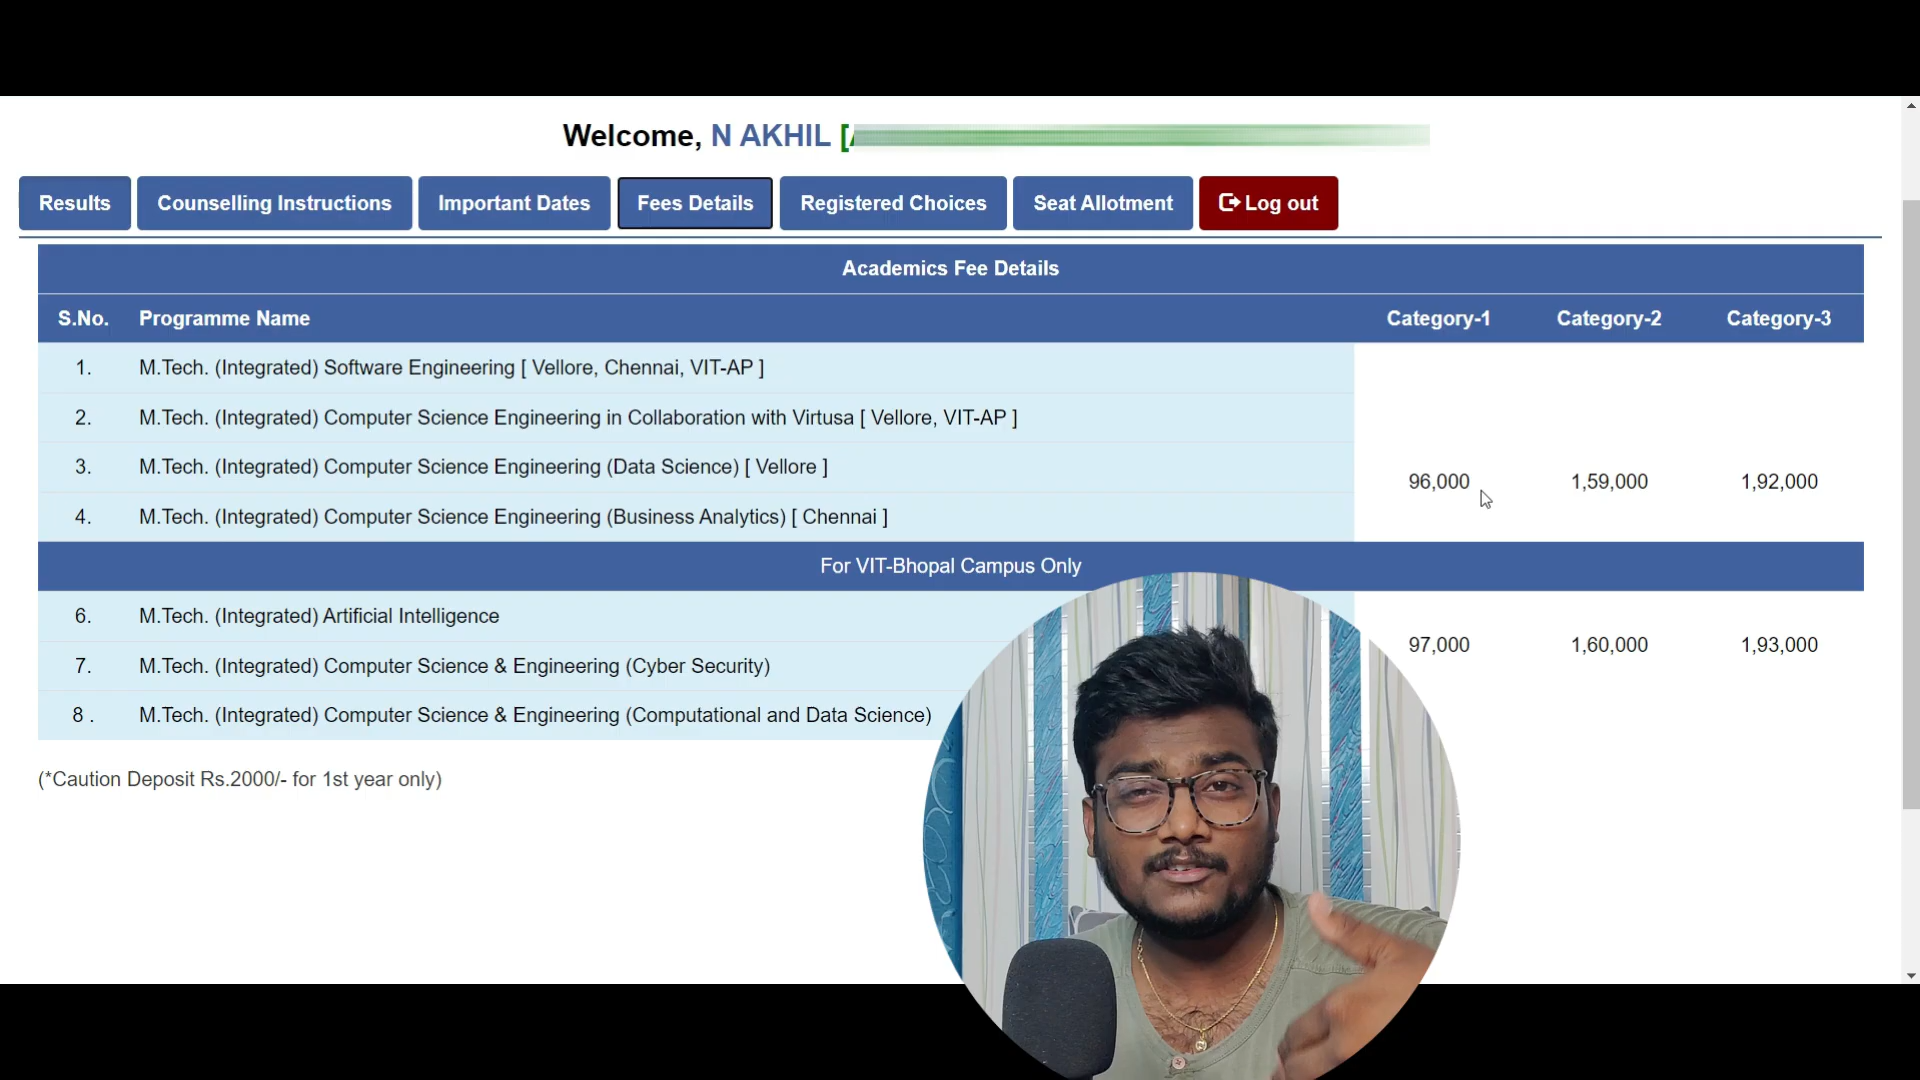 Welcome, N AKHIL [
Results Counselling Instructions Important Dates Fees Details Registered Choices Seat Allotment Log out
Academics Fee Details
S.No. Programme Name Category-1 Category-2 Category-3
1. M.Tech. (Integrated) Software Engineering [ Vellore, Chennai, VIT-AP ]
2. M.Tech. (Integrated) Computer Science Engineering in Collaboration with Virtusa [ Vellore, VIT-AP ]
3. M.Tech. (Integrated) Computer Science Engineering (Data Science) [ Vellore ]
96,000 1,59,000 1,92,000
4. M.Tech. (Integrated) Computer Science Engineering (Business Analytics) [ Chennai ]
For VIT-Bhopal Campus Only
6. M.Tech. (Integrated) Artificial Intelligence
97,000 1,60,000 1,93,000
7. M.Tech. (Integrated) Computer Science & Engineering (Cyber Security)
8 . M.Tech. (Integrated) Computer Science & Engineering (Computational and Data Science)
(*Caution Deposit Rs.2000/- for 1st year only)